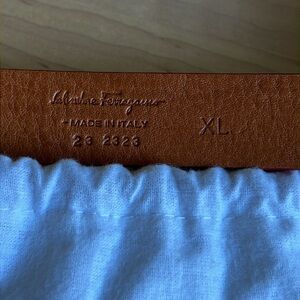 Salvatore Ferragamo
- MADE IN ITALY
23 2323
XL